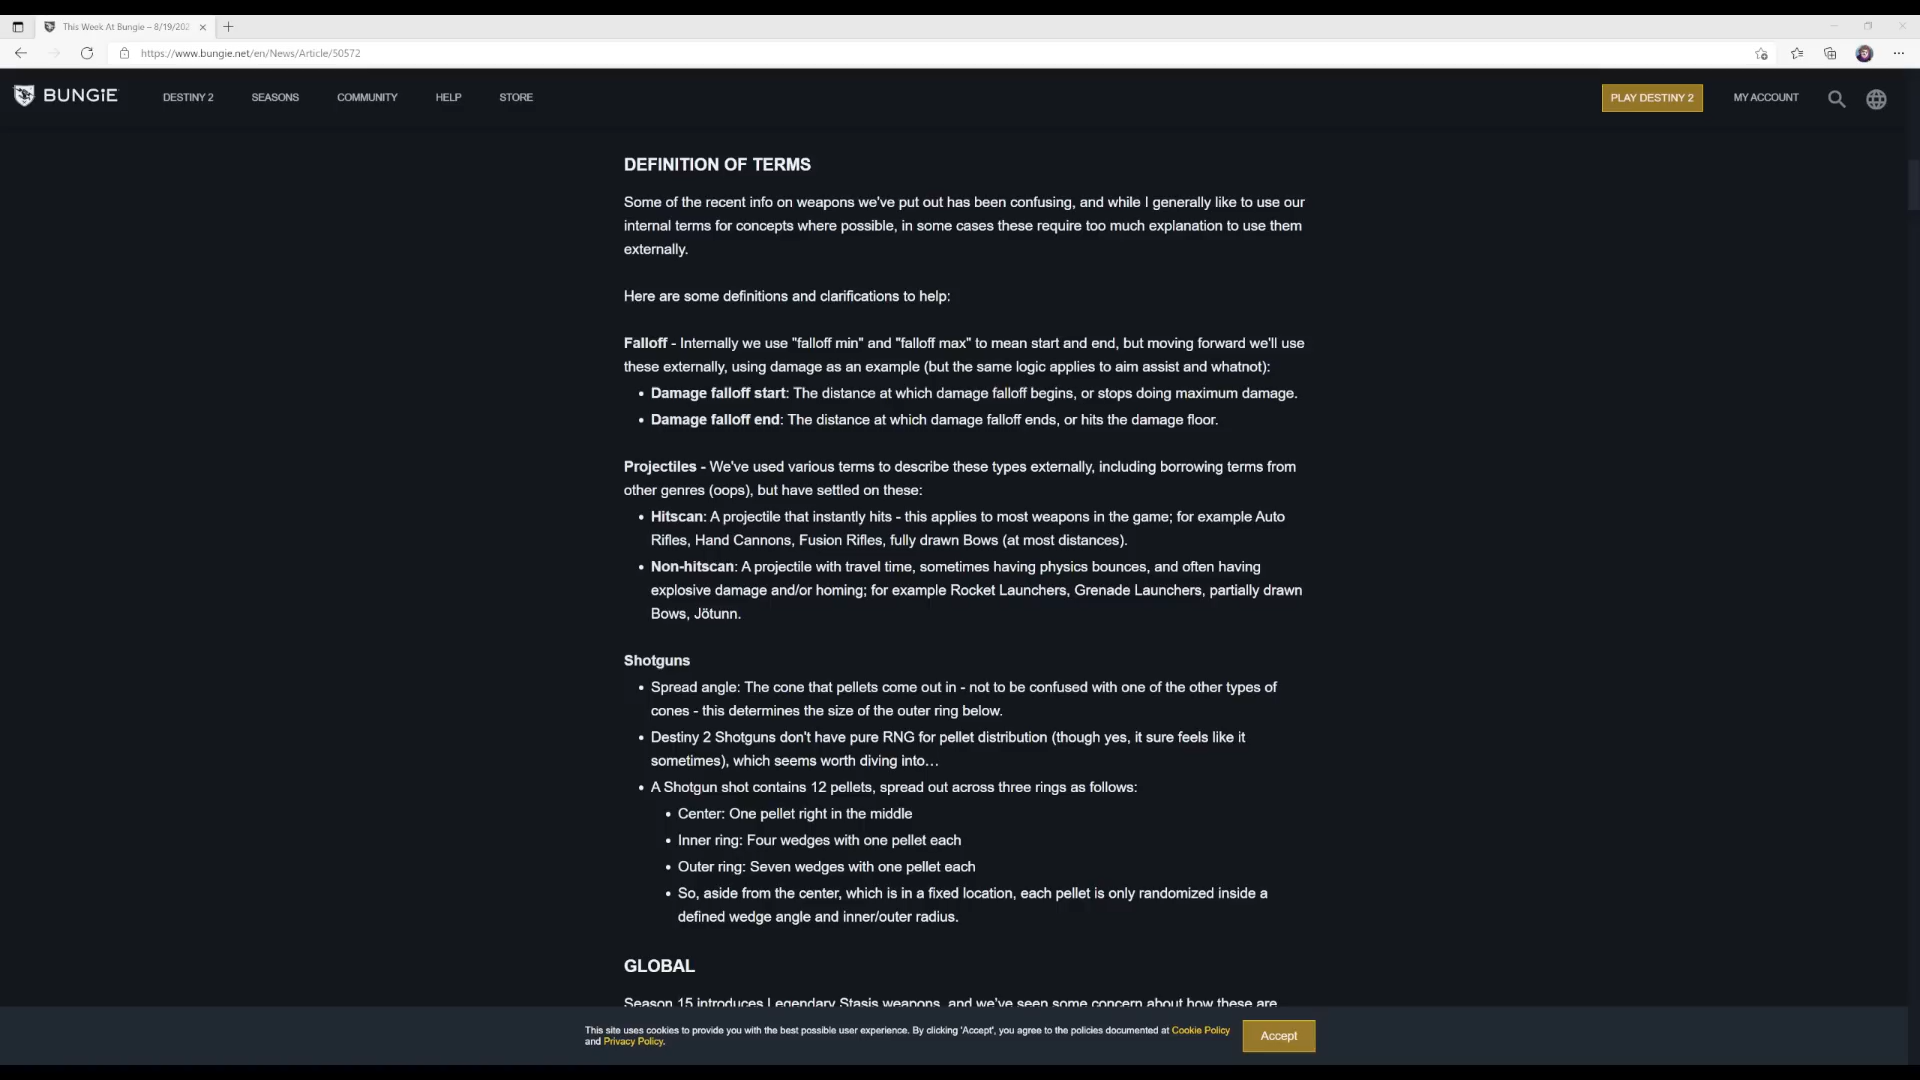 This Week At Bungie – 8/19/202
https://www.bungie.net/en/News/Article/50572
BUNGiE
DESTINY 2
SEASONS
COMMUNITY
HELP
STORE
PLAY DESTINY 2
MY ACCOUNT
DEFINITION OF TERMS
Some of the recent info on weapons we've put out has been confusing, and while I generally like to use our
internal terms for concepts where possible, in some cases these require too much explanation to use them
externally.
Here are some definitions and clarifications to help:
Falloff - Internally we use "falloff min" and "falloff max" to mean start and end, but moving forward we'll use
these externally, using damage as an example (but the same logic applies to aim assist and whatnot):
• Damage falloff start: The distance at which damage falloff begins, or stops doing maximum damage.
• Damage falloff end: The distance at which damage falloff ends, or hits the damage floor.
Projectiles - We've used various terms to describe these types externally, including borrowing terms from
other genres (oops), but have settled on these:
• Hitscan: A projectile that instantly hits - this applies to most weapons in the game; for example Auto
Rifles, Hand Cannons, Fusion Rifles, fully drawn Bows (at most distances).
• Non-hitscan: A projectile with travel time, sometimes having physics bounces, and often having
explosive damage and/or homing; for example Rocket Launchers, Grenade Launchers, partially drawn
Bows, Jötunn.
Shotguns
• Spread angle: The cone that pellets come out in - not to be confused with one of the other types of
cones - this determines the size of the outer ring below.
• Destiny 2 Shotguns don't have pure RNG for pellet distribution (though yes, it sure feels like it
sometimes), which seems worth diving into…
• A Shotgun shot contains 12 pellets, spread out across three rings as follows:
• Center: One pellet right in the middle
• Inner ring: Four wedges with one pellet each
• Outer ring: Seven wedges with one pellet each
• So, aside from the center, which is in a fixed location, each pellet is only randomized inside a
defined wedge angle and inner/outer radius.
GLOBAL
Season 15 introduces Legendary Stasis weapons, and we've seen some concern about how these are
This site uses cookies to provide you with the best possible user experience. By clicking 'Accept', you agree to the policies documented at Cookie Policy
and Privacy Policy.
Accept